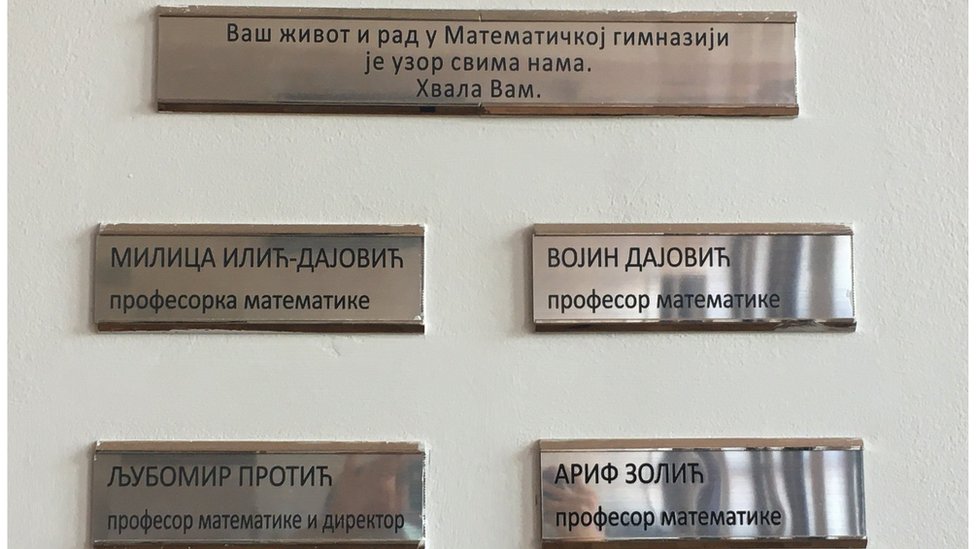 Ваш живот и рад у Математичкој гимназији
је узор свима нама.
Хвала Вам.
МИЛИЦА ИЛИЋ-ДАЈОВИЋ
професорка математике
ВОЈИН ДАЈОВИЋ
професор математике
ЉУБОМИР ПРОТИЋ
професор математике и директор
АРИФ ЗОЛИЋ
професор математике